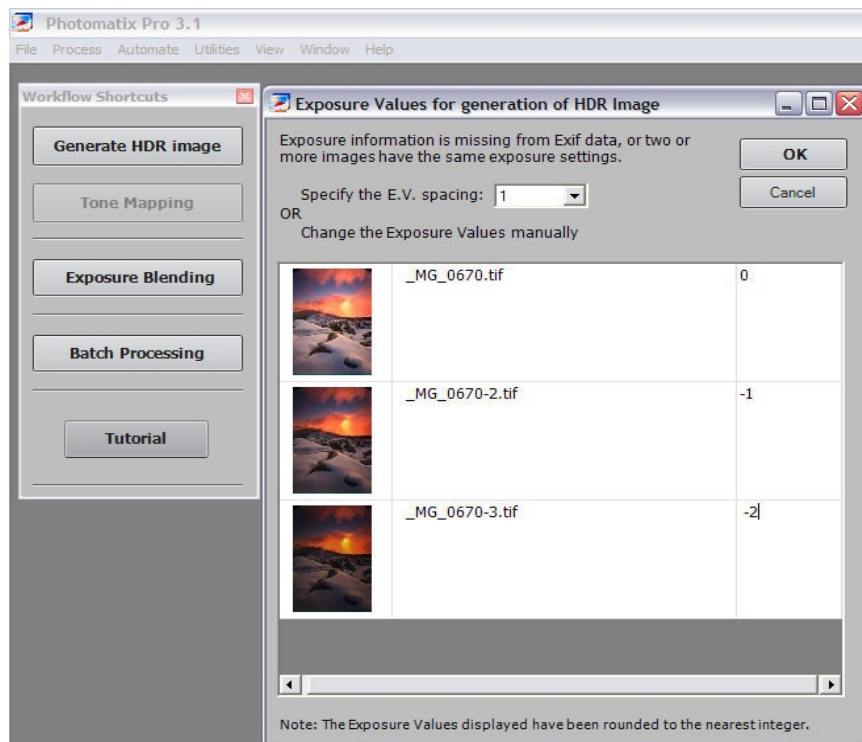 Photomatix Pro 3.1
File Process Automate Utilities View Window Help
Workflow Shortcuts
Generate HDR image
Tone Mapping
Exposure Blending
Batch Processing
Tutorial
Exposure Values for generation of HDR Image
Exposure information is missing from Exif data, or two or
more images have the same exposure settings.
OK
Cancel
Specify the E.V. spacing: 1
OR
Change the Exposure Values manually
_MG_0670.tif 0
_MG_0670-2.tif -1
_MG_0670-3.tif -2
Note: The Exposure Values displayed have been rounded to the nearest integer.